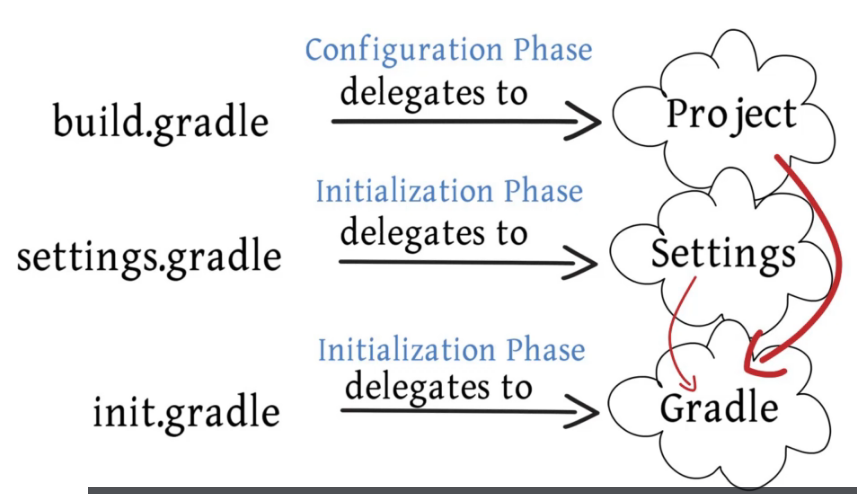 Configuration Phase
build.gradle delegates to Project
Initialization Phase
settings.gradle delegates to Settings
Initialization Phase
init.gradle delegates to Gradle